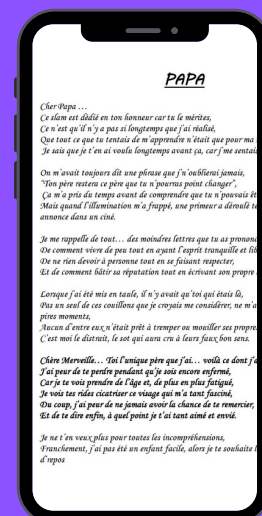 PAPA
Cher Papa …
Ce slam est dédié en ton honneur car tu le mérites,
Ce n'est qu'il n'y a pas si longtemps que j'ai réalisé,
Que tout ce que tu tentais de m'apprendre n'était que pour ma
Je sais que je t'en ai voulu longtemps avant ça, car j'me sentais
On m'avait toujours dit une phrase que j'n'oublierai jamais,
"Ton père restera ce père que tu n'pourras point changer",
Ça m'a pris du temps avant de comprendre que tu n'pouvais
Mais quand l'illumination m'a frappé, une primeur a déroulé
annonce dans un ciné.
Je me rappelle de tout… des moindres lettres que tu as
De comment vivre de peu tout en ayant l'esprit tranquille et
De ne rien devoir à personne tout en se faisant respecter,
Et de comment bâtir sa réputation tout en écrivant son propre
Lorsque j'ai été mis en taule, il n'y avait qu'toi qui étais là,
Pas un seul de ces couillons que je croyais me considérer, ne
pires moments,
Aucun d'entre eux n'était prêt à tremper ou mouiller ses
C'est moi le distrait, le sot qui aura cru à leurs faux bon sens.
Chère Merveille… Toi l'unique père que j'ai… voilà ce dont
J'ai peur de te perdre pendant qu'je sois encore enfermé,
Car je te vois prendre de l'âge et, de plus en plus fatigué,
Je vois tes rides cicatriser ce visage qui m'a tant fasciné,
Du coup, j'ai peur de ne jamais avoir la chance de te remercier,
Et de te dire enfin, à quel point je t'ai tant aimé et envié.
Je ne t'en veux plus pour toutes les incompréhensions,
Franchement, j'ai pas été un enfant facile, alors je te souhaite
d'repos